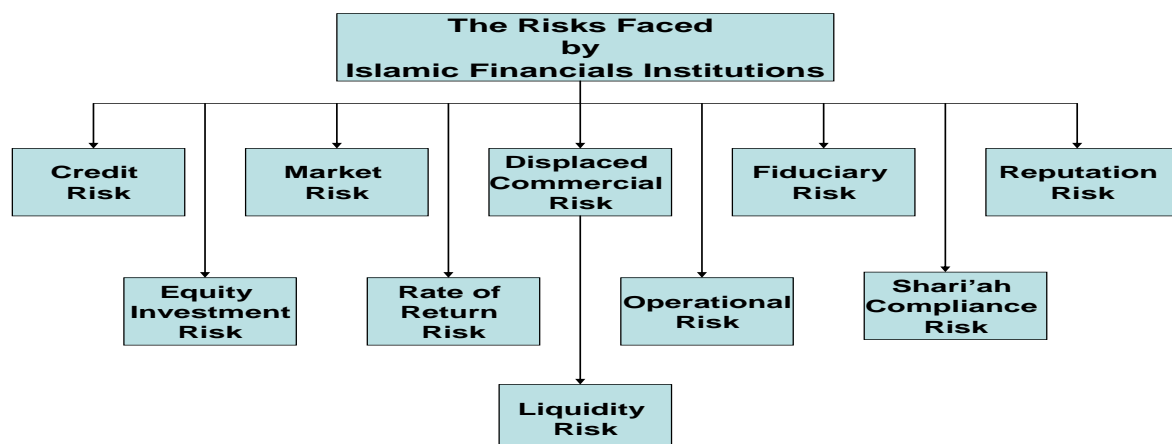 The Risks Faced
by
Islamic Financials Institutions
Credit
Risk
Market
Risk
Displaced
Commercial
Risk
Fiduciary
Risk
Reputation
Risk
Equity
Investment
Risk
Rate of
Return
Risk
Operational
Risk
Shari'ah
Compliance
Risk
Liquidity
Risk